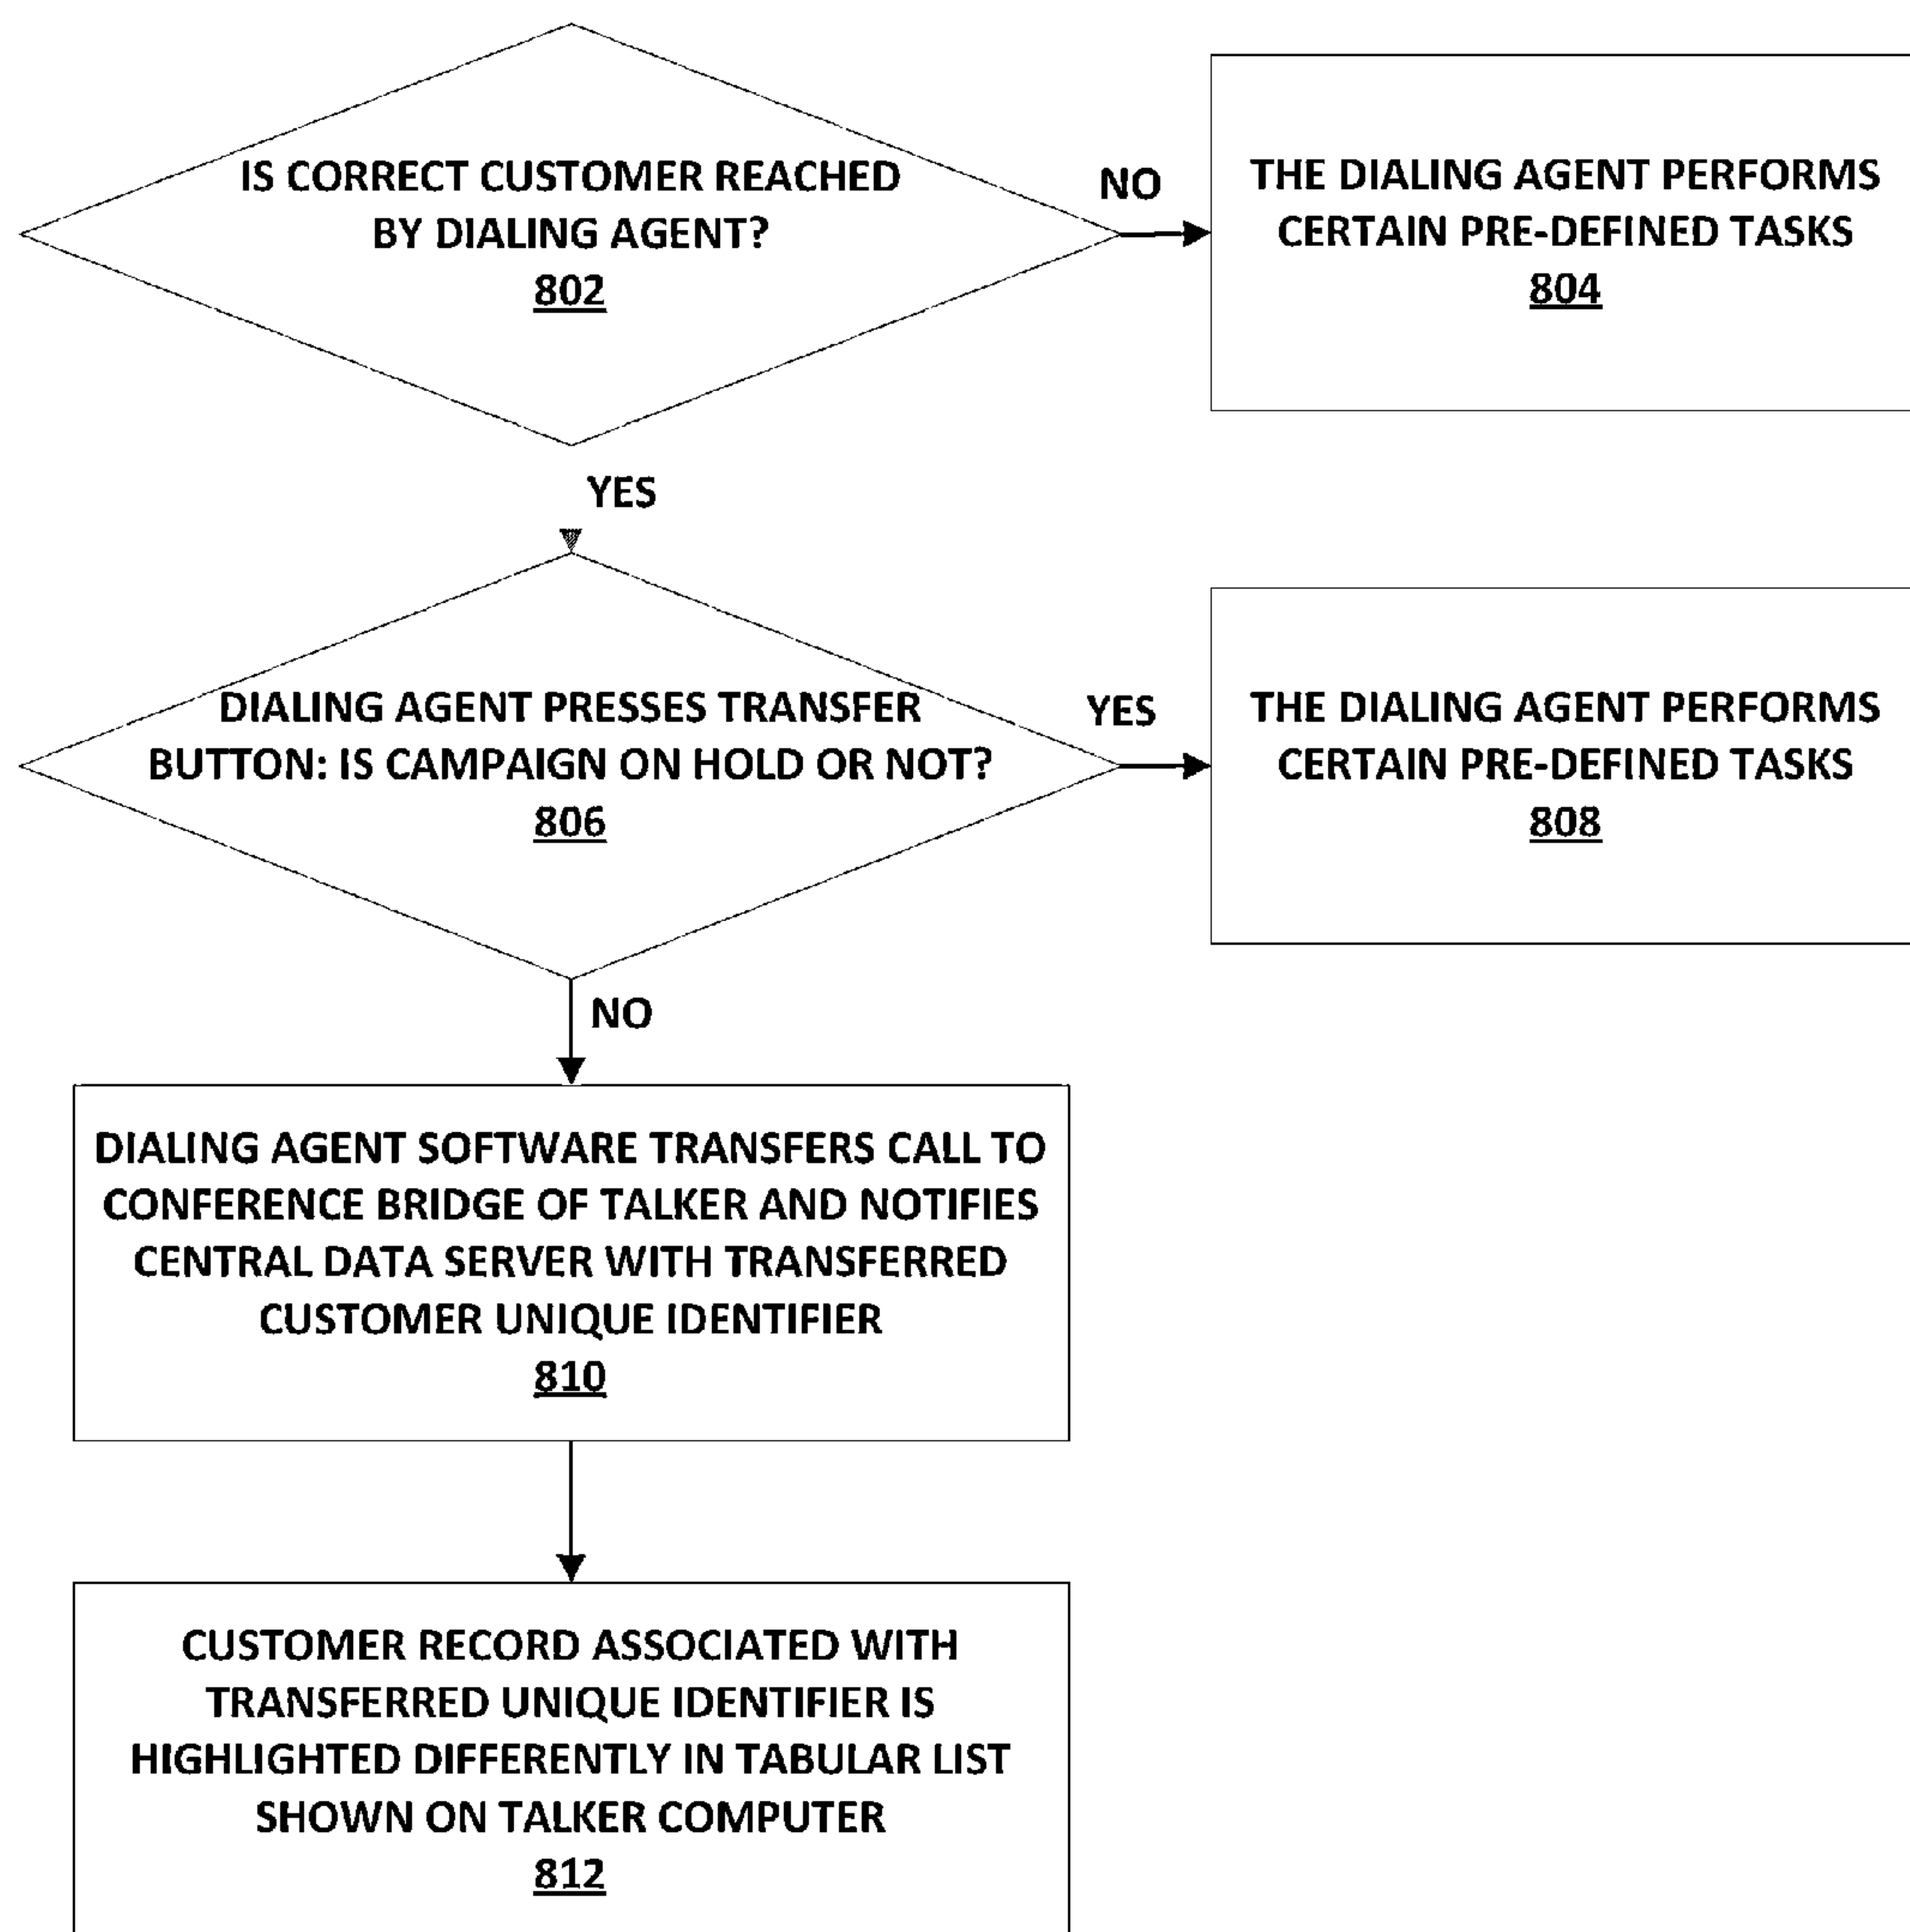 IS CORRECT CUSTOMER REACHED
BY DIALING AGENT?
802
NO
THE DIALING AGENT PERFORMS
CERTAIN PRE-DEFINED TASKS
804
YES
DIALING AGENT PRESSES TRANSFER
BUTTON: IS CAMPAIGN ON HOLD OR NOT?
806
YES
THE DIALING AGENT PERFORMS
CERTAIN PRE-DEFINED TASKS
808
NO
DIALING AGENT SOFTWARE TRANSFERS CALL TO
CONFERENCE BRIDGE OF TALKER AND NOTIFIES
CENTRAL DATA SERVER WITH TRANSFERRED
CUSTOMER UNIQUE IDENTIFIER
810
CUSTOMER RECORD ASSOCIATED WITH
TRANSFERRED UNIQUE IDENTIFIER IS
HIGHLIGHTED DIFFERENTLY IN TABULAR LIST
SHOWN ON TALKER COMPUTER
812